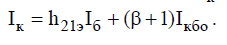 Iк = h21эIб + (β + 1)Iкбо.